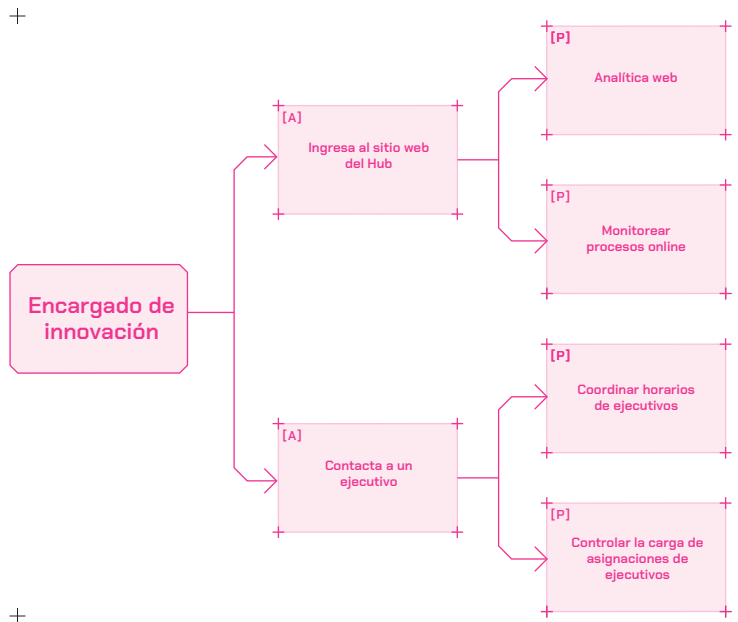 Encargado de
innovación
[A]
Ingresa al sitio web
del Hub
[P]
Analítica web
[P]
Monitorear
procesos online
[A]
Contacta a un
ejecutivo
[P]
Coordinar horarios
de ejecutivos
[P]
Controlar la carga de
asignaciones de
ejecutivos